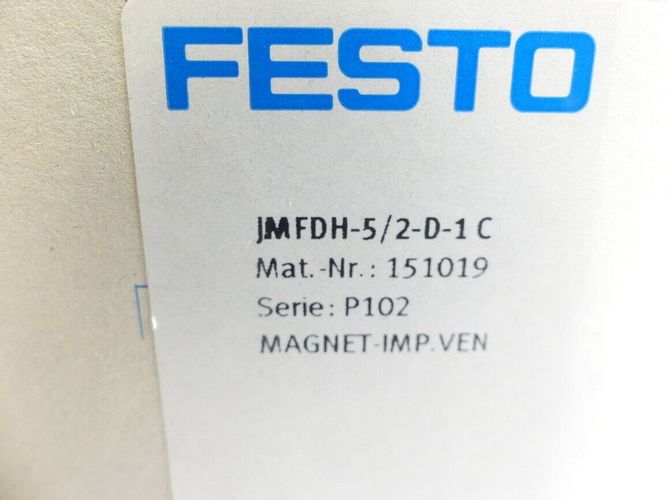 FESTO
JMFDH-5/2-D-1 C
Mat.-Nr.: 151019
Serie: P102
MAGNET-IMP.VEN